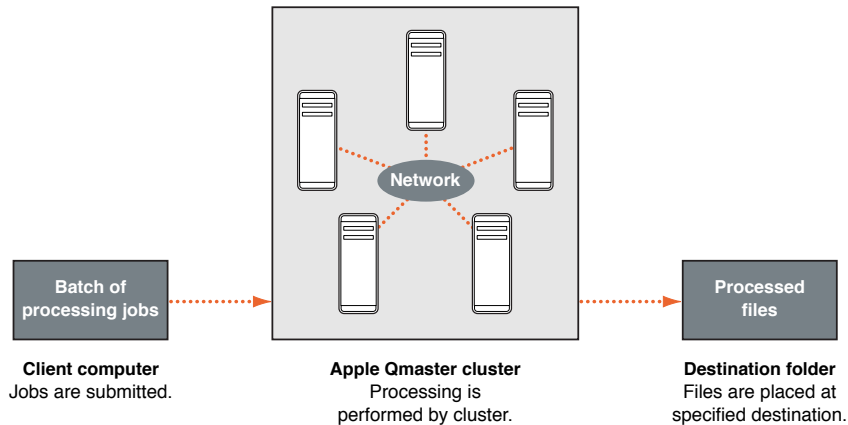 Network
Batch of
processing jobs
Processed
files
Client computer
Jobs are submitted.
Apple Qmaster cluster
Processing is
performed by cluster.
Destination folder
Files are placed at
specified destination.